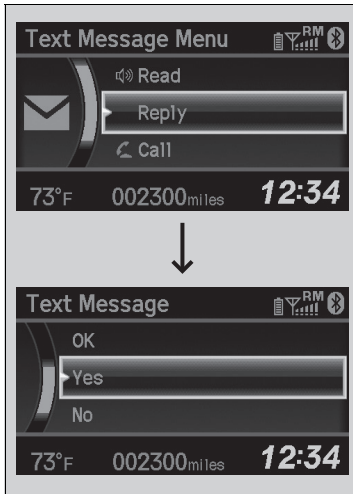 Text Message Menu RM
Read
Reply
Call
73°F 002300miles 12:34
Text Message RM
OK
Yes
No
73°F 002300miles 12:34